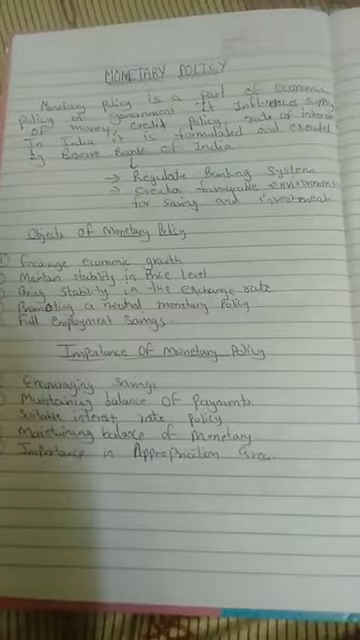 MONETARY POLICY
Monetary policy is a part of economic
policy of government It Influences supply
of money, credit policy, rate of interest
In India it is formulated and executed
by Reserve Bank of India
→ Regulate Banking System
→ Creates favourable environment
for saving and investment
Objects of Monetary Policy
1) Encourage economic growth
Maintain stability in Price Level
Bring stability in the exchange rate
Promoting a neutral monetary policy
Full employment savings
Importance of Monetary Policy
Encouraging savings
Maintaining balance of payments
Suitable interest rate policy
Maintaining balance of monetary
Importance in Appropriation Area